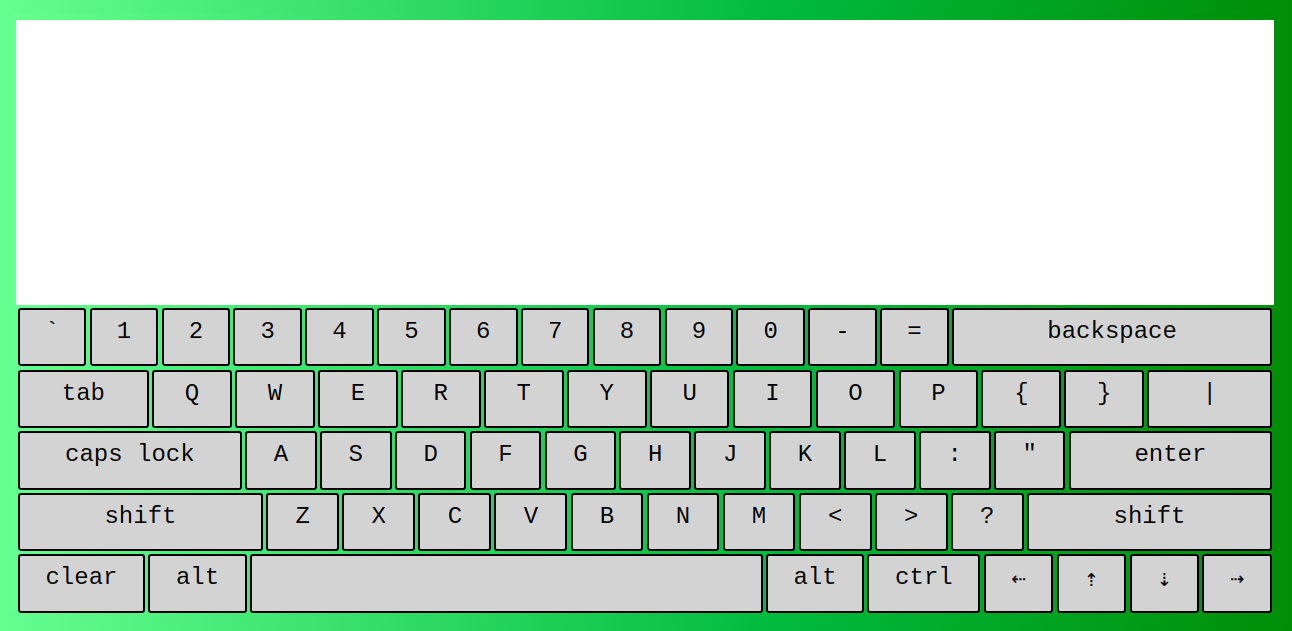 ` 1 2 3 4 5 6 7 8 9 0 - = backspace
tab Q W E R T Y U I O P { } |
caps lock A S D F G H J K L : " enter
shift Z X C V B N M < > ? shift
clear alt alt ctrl ⇠ ⇡ ⇣ ⇢